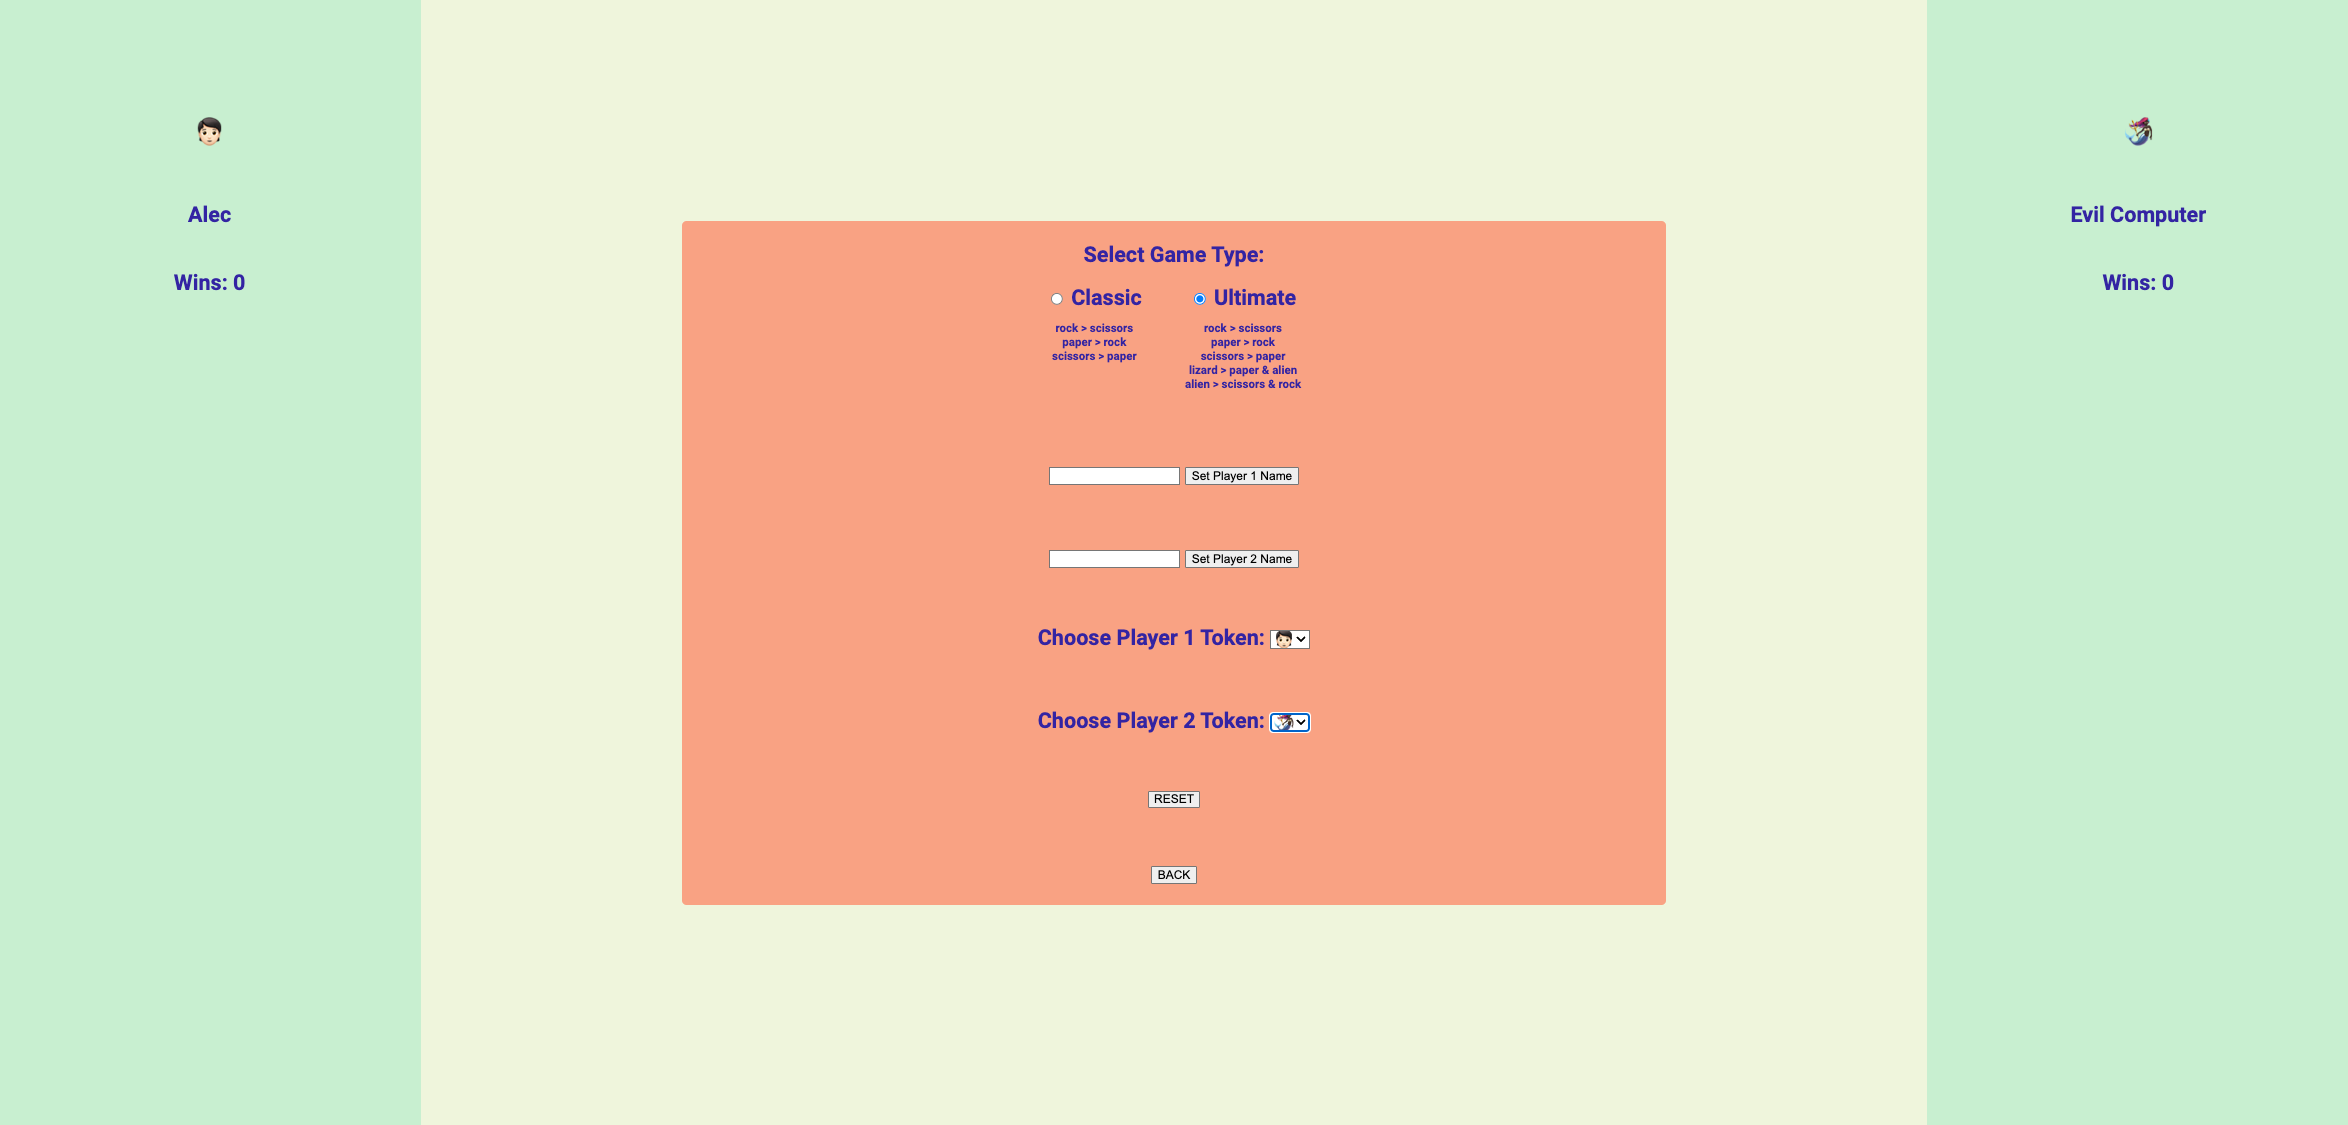 Alec
Wins: 0
Select Game Type:
Classic
rock > scissors
paper > rock
scissors > paper
Ultimate
rock > scissors
paper > rock
scissors > paper
lizard > paper & alien
alien > scissors & rock
Set Player 1 Name
Set Player 2 Name
Choose Player 1 Token:
Choose Player 2 Token:
RESET
BACK
Evil Computer
Wins: 0